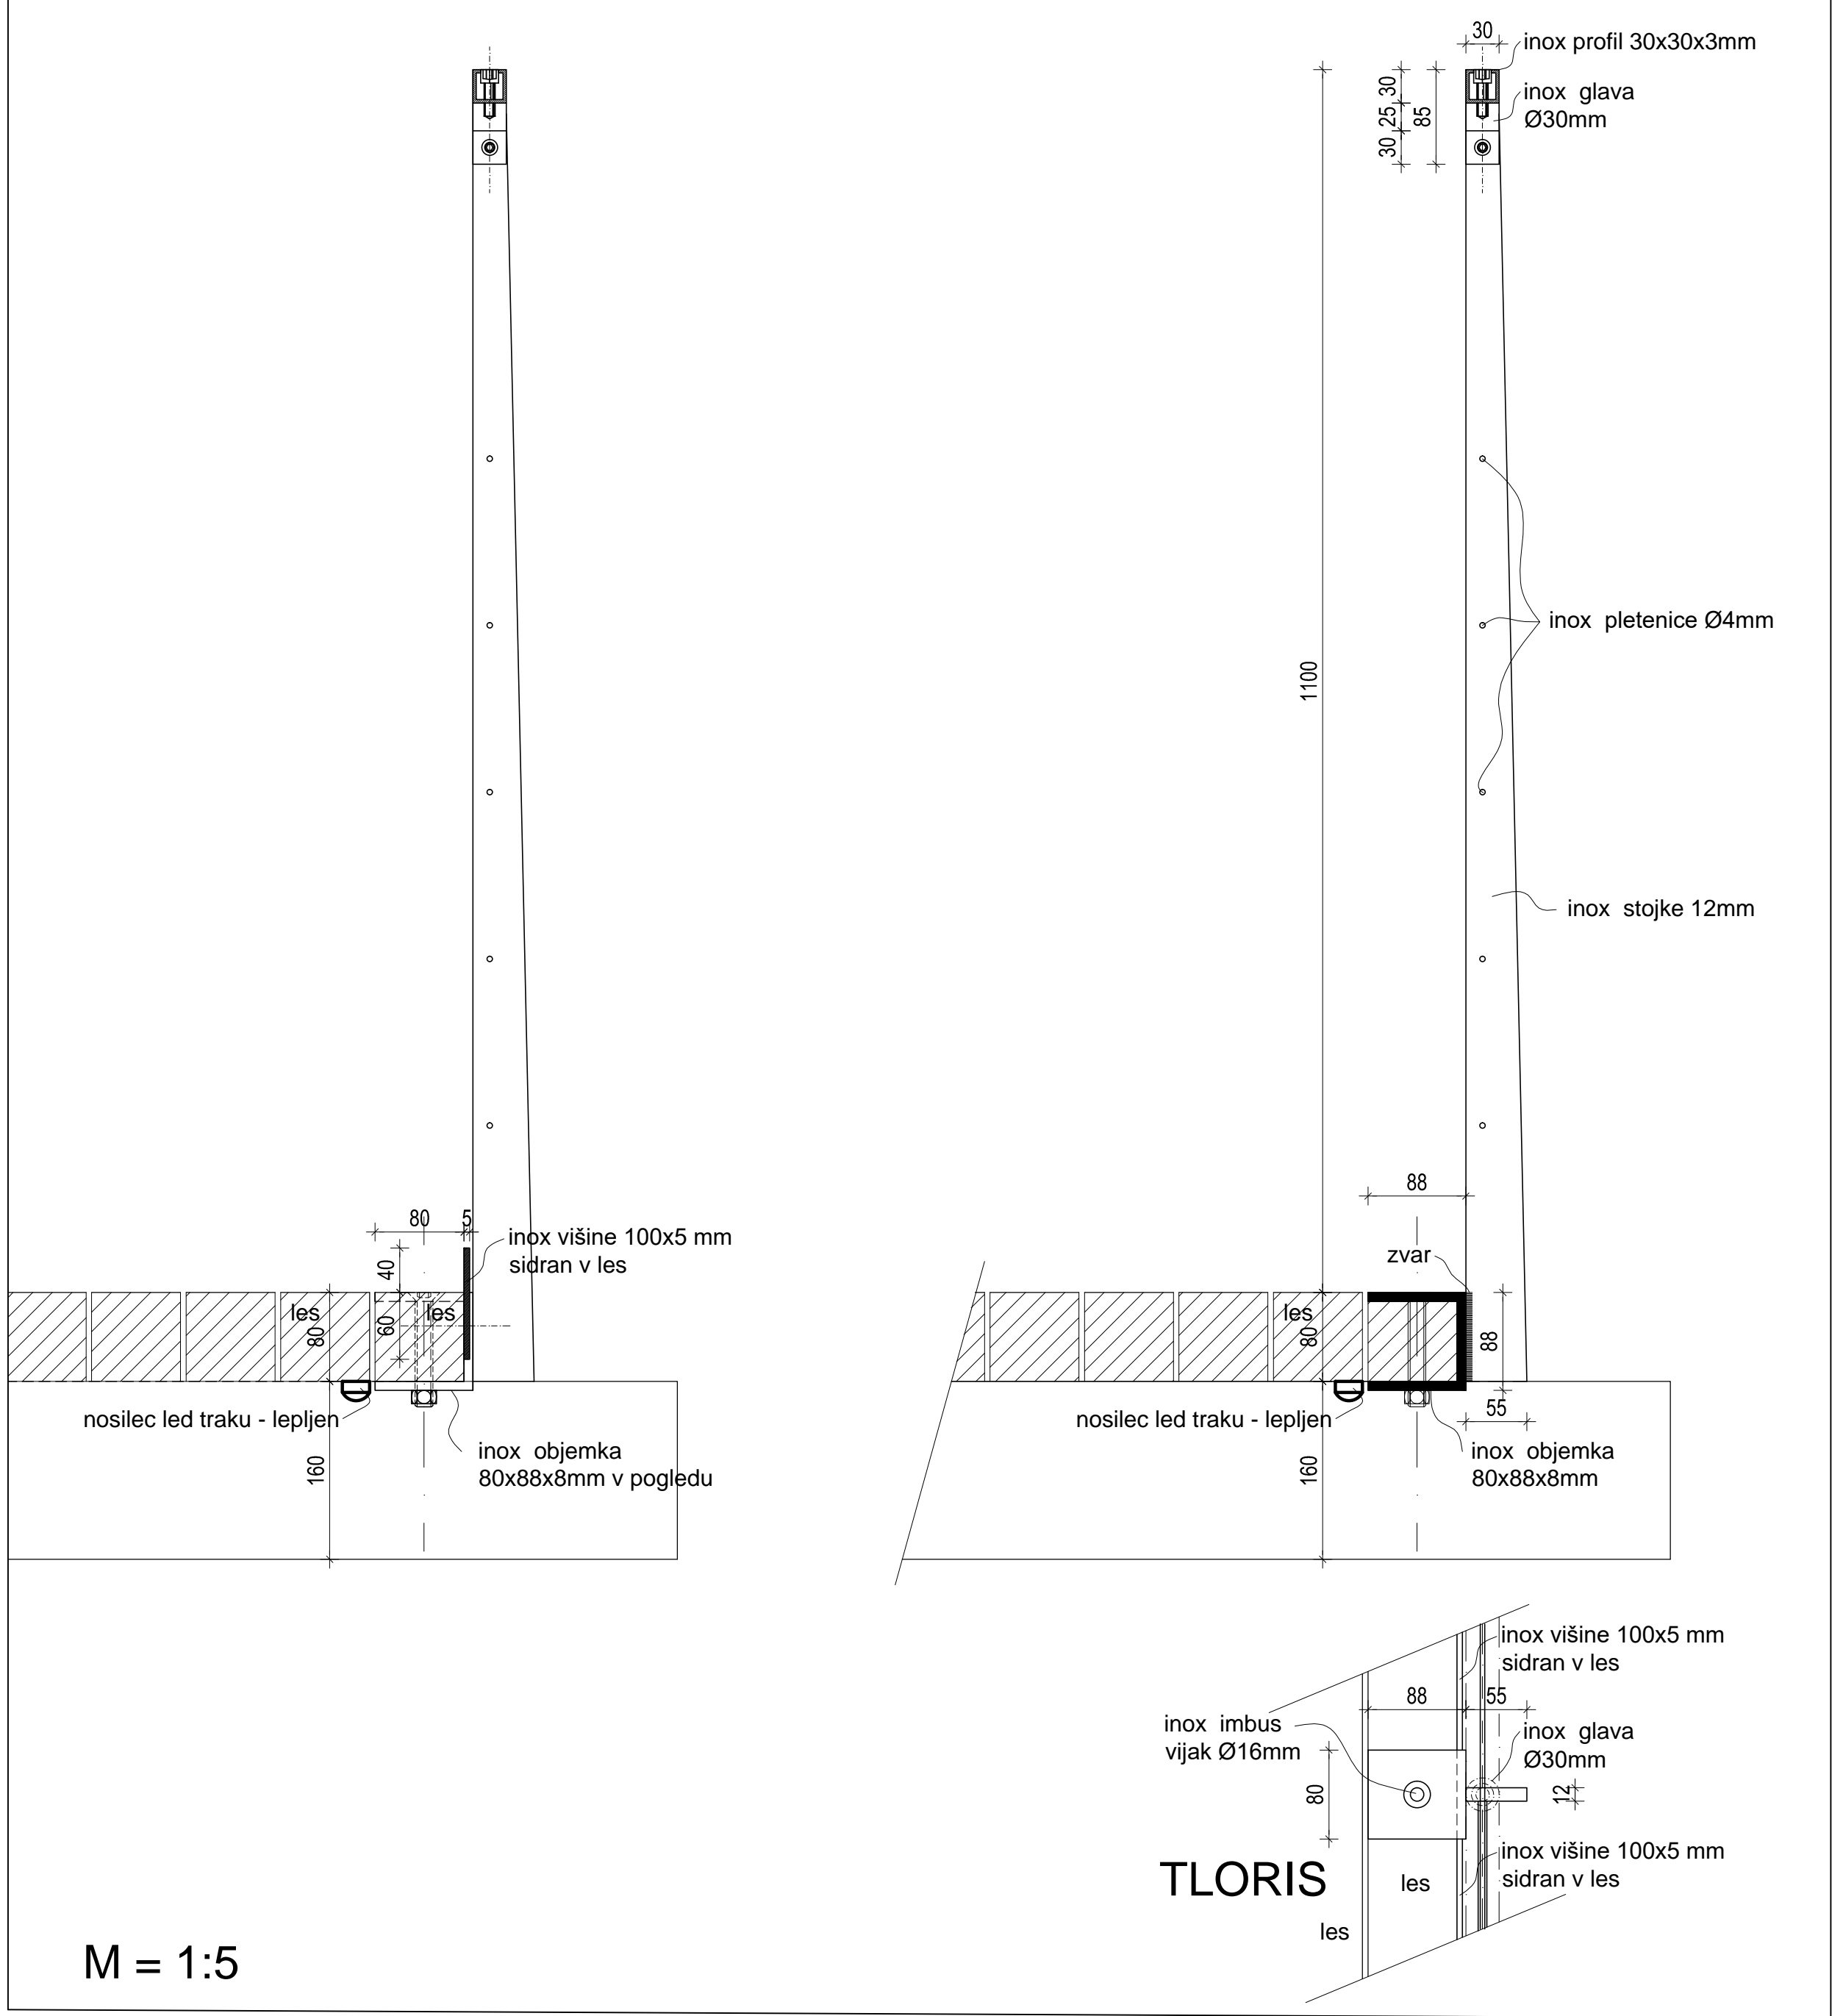 30
inox profil 30x30x3mm
inox glava
Ø30mm
30
25
30
85
1100
inox pletenice Ø4mm
inox stojke 12mm
80
5
inox višine 100x5 mm
sidran v les
40
60
les
les
80
nosilec led traku - lepljen
inox objemka
80x88x8mm v pogledu
160
88
zvar
les
80
88
55
nosilec led traku - lepljen
inox objemka
80x88x8mm
160
inox višine 100x5 mm
sidran v les
88
55
inox imbus
vijak Ø16mm
inox glava
Ø30mm
80
12
inox višine 100x5 mm
sidran v les
TLORIS
les
les
M = 1:5